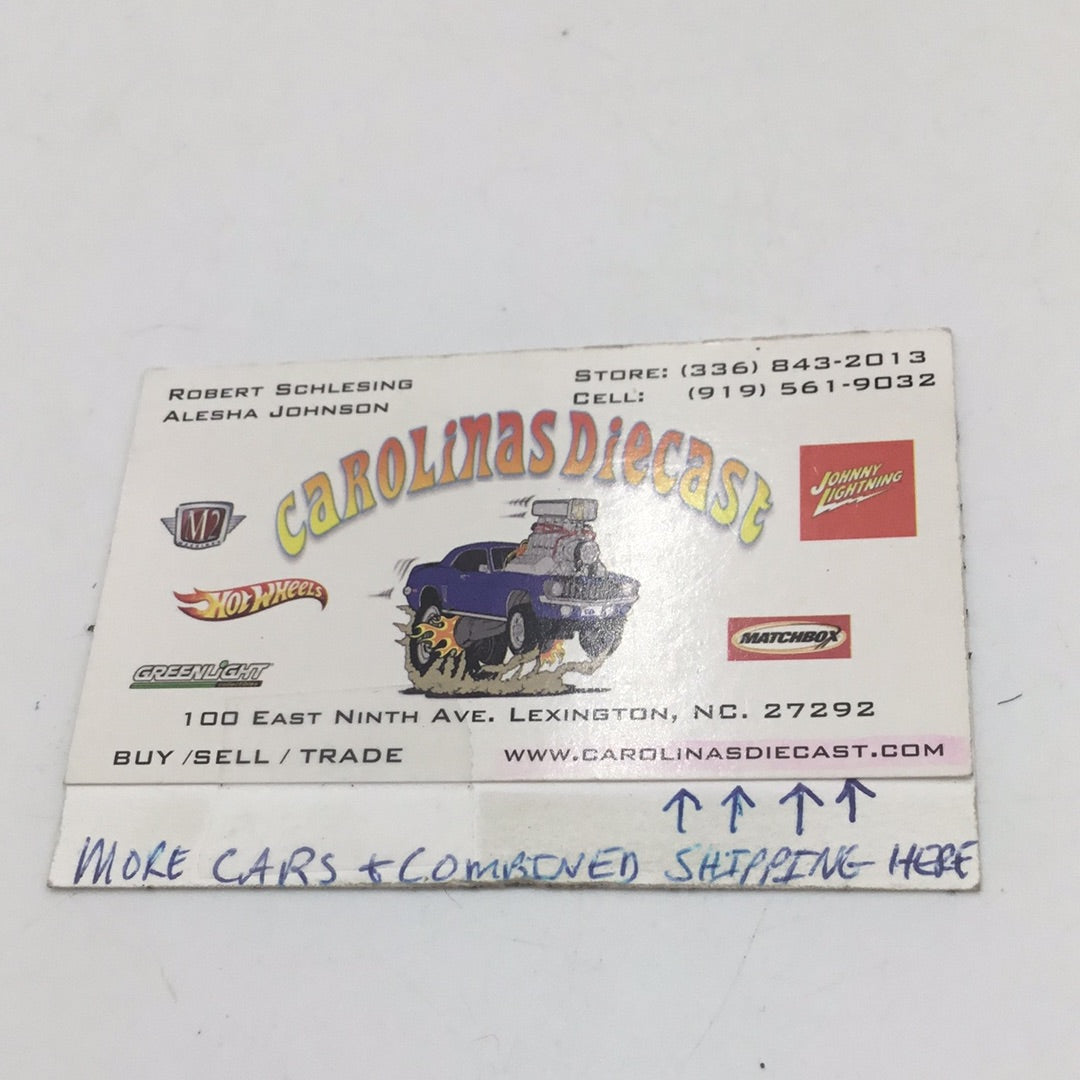 ROBERT SCHLESING
ALESHA JOHNSON
STORE: (336) 843-2013
CELL: (919) 561-9032
CAROLINAS DIECAST
M2
JOHNNY
LIGHTNING
HOT WHEELS
MATCHBOX
GREENLIGHT
100 EAST NINTH AVE. LEXINGTON, NC. 27292
BUY /SELL / TRADE
WWW.CAROLINASDIECAST.COM
MORE CARS + COMBINED SHIPPING HERE